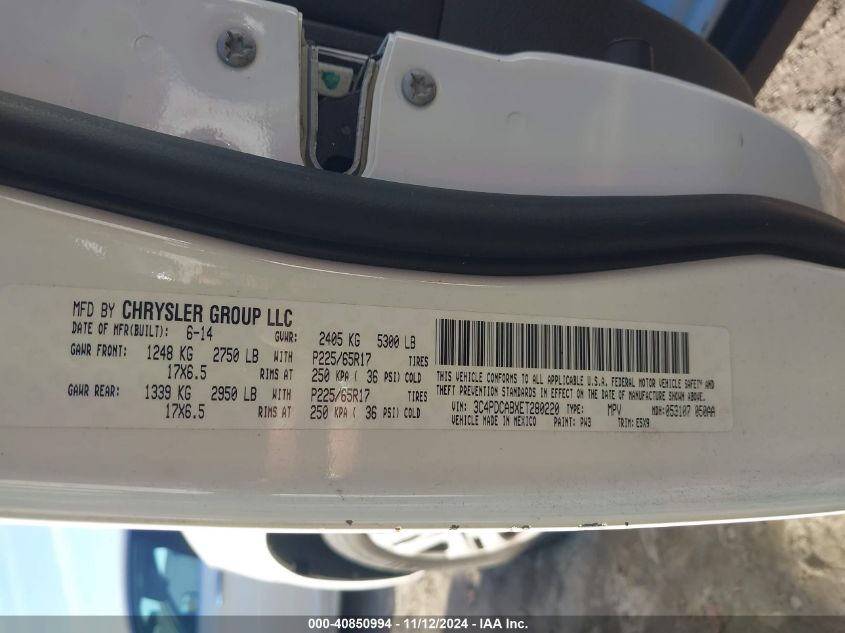 MFD BY CHRYSLER GROUP LLC
DATE OF MFR(BUILT): 6-14 GVWR: 2405 KG 5300 LB
GAWR FRONT: 1248 KG 2750 LB WITH P225/65R17 TIRES
17X6.5 RIMS AT 250 KPA ( 36 PSI) COLD
GAWR REAR: 1339 KG 2950 LB WITH P225/65R17 TIRES
17X6.5 RIMS AT 250 KPA ( 36 PSI) COLD
THIS VEHICLE CONFORMS TO ALL APPLICABLE U.S.A. FEDERAL MOTOR VEHICLE SAFETY AND
THEFT PREVENTION STANDARDS IN EFFECT ON THE DATE OF MANUFACTURE SHOWN ABOVE.
VIN: 3C4PDCABXET280220 TYPE: MPV MDH: 053107 050AA
VEHICLE MADE IN MEXICO PAINT: PW3 TRIM: E5X9
000-40850994 - 11/12/2024 - IAA Inc.